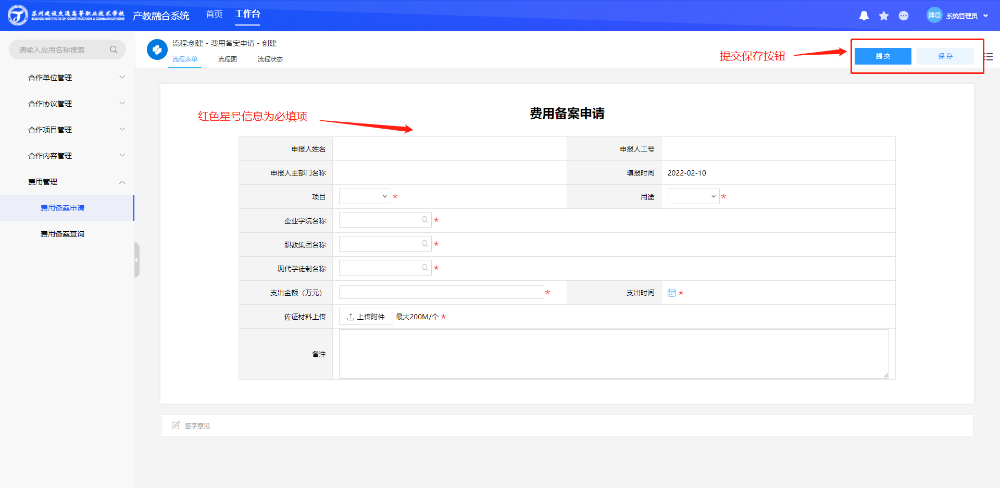 苏州建设交通高等职业技术学校
SUZHOU INSTITUTE OF CONSTRUCTION & COMMUNICATIONS
产教融合系统
首页
工作台
理员
系统管理员
请输入应用名称搜索
合作单位管理
合作协议管理
合作项目管理
合作内容管理
费用管理
费用备案申请
费用备案查询
流程:创建 - 费用备案申请 - 创建
流程表单
流程图
流程状态
提交保存按钮
提交
保存
红色星号信息为必填项
费用备案申请
申报人姓名
申报人工号
申报人主部门名称
填报时间
2022-02-10
项目
*
用途
*
企业学院名称
*
职教集团名称
*
现代学徒制名称
*
支出金额（万元）
*
支出时间
*
佐证材料上传
上传附件
最大200M/个 *
备注
签字意见